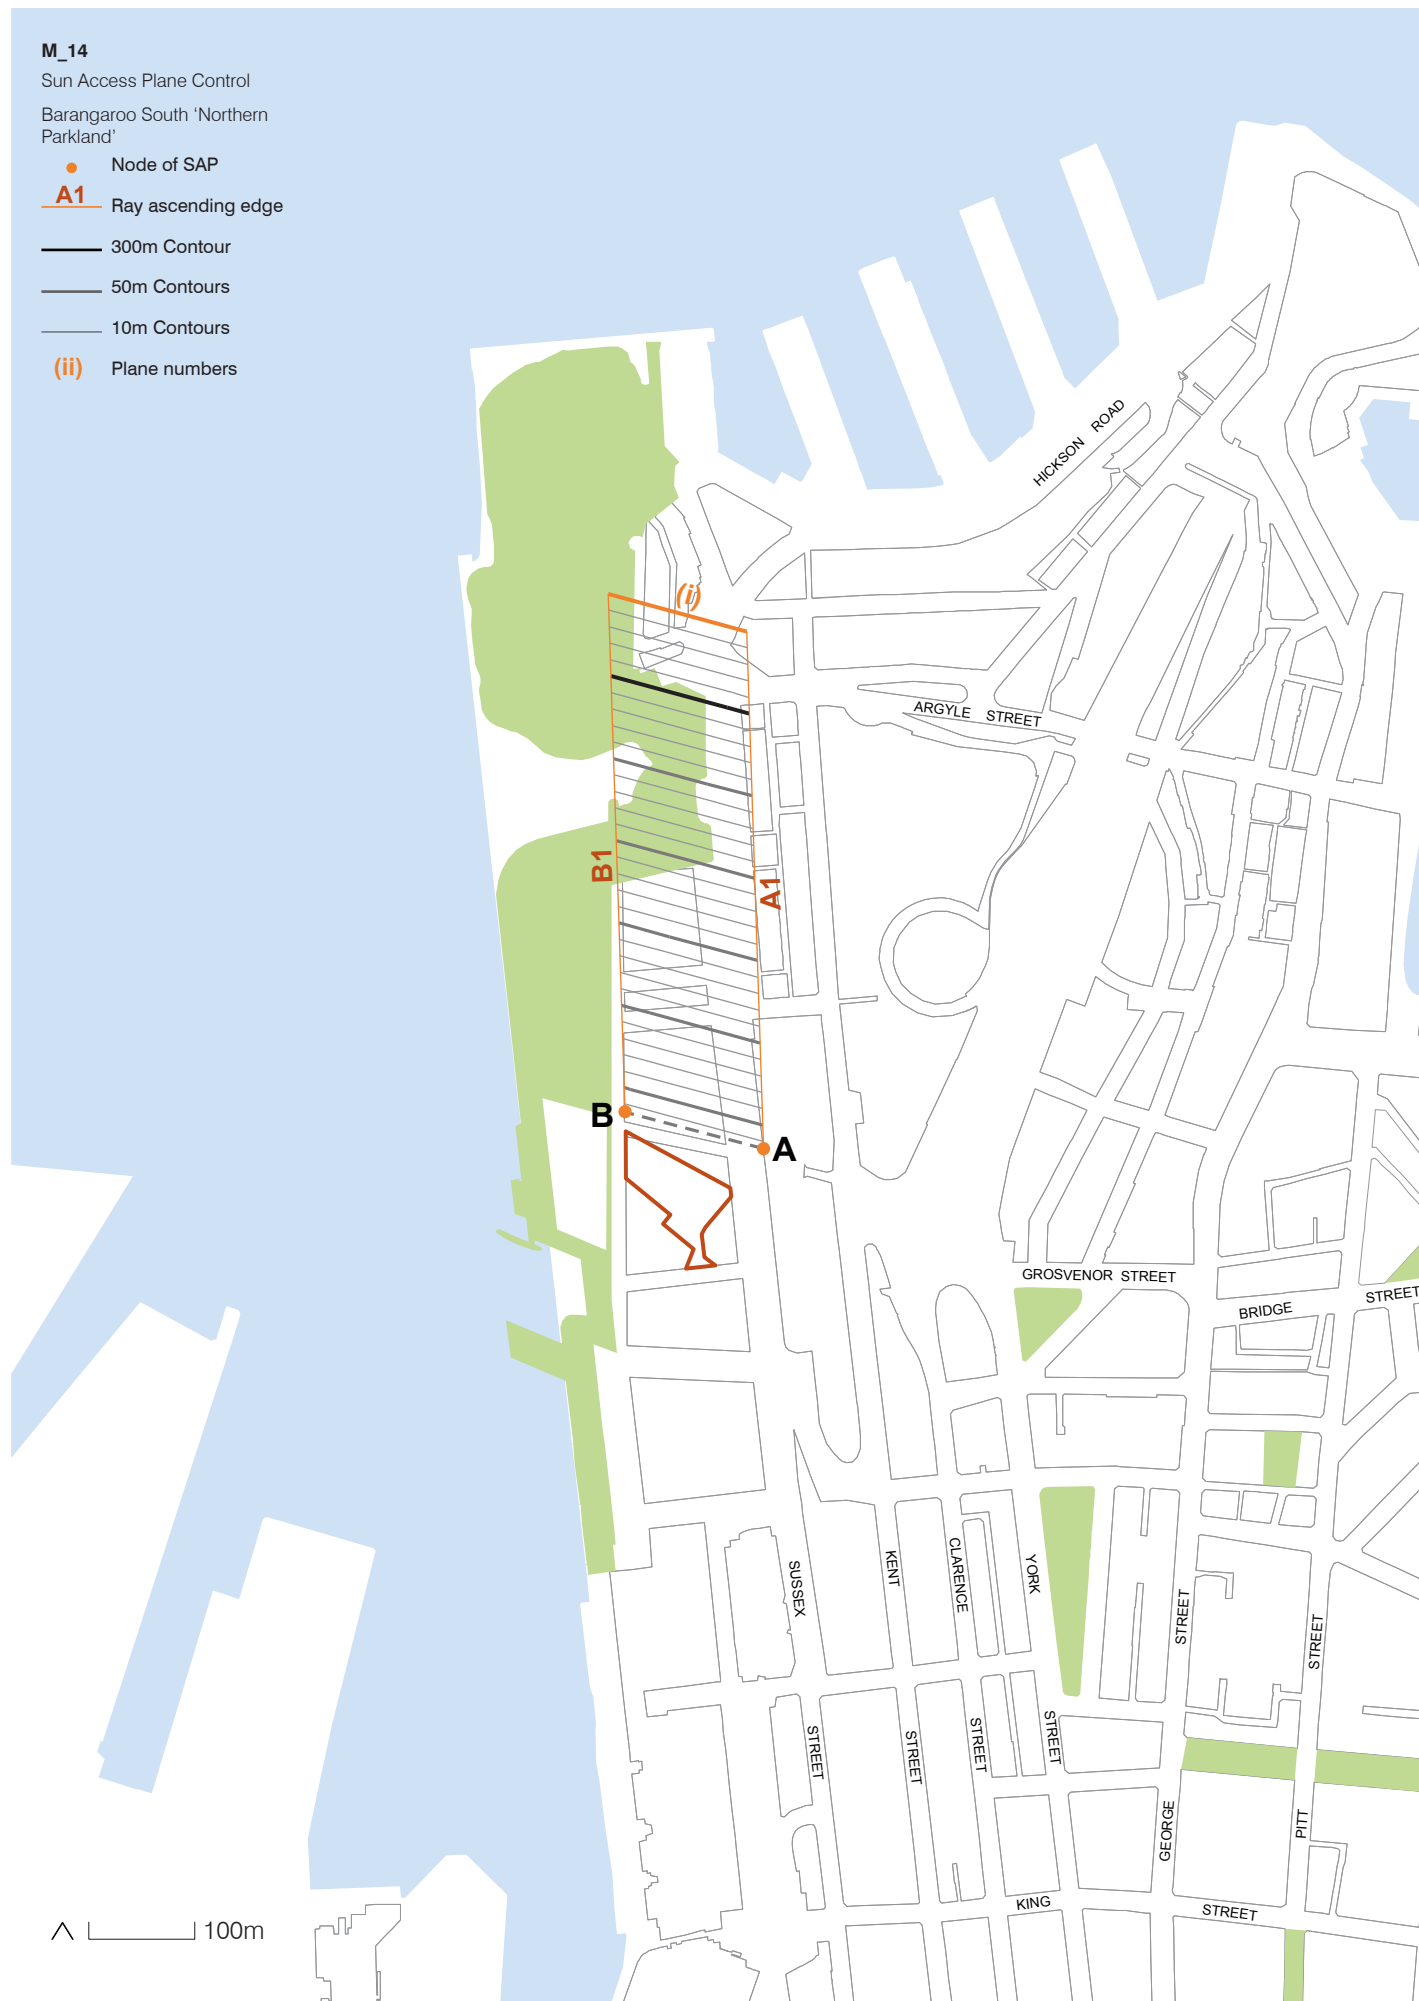 M_14
Sun Access Plane Control
Barangaroo South ‘Northern
Parkland’
Node of SAP
A1
Ray ascending edge
300m Contour
50m Contours
10m Contours
(ii)
Plane numbers
HICKSON ROAD
(i)
ARGYLE STREET
B1
A1
B
A
GROSVENOR STREET
BRIDGE
STREET
SUSSEX
KENT
CLARENCE
YORK
STREET
STREET
STREET
STREET
STREET
STREET
GEORGE
PITT
KING
STREET
100m